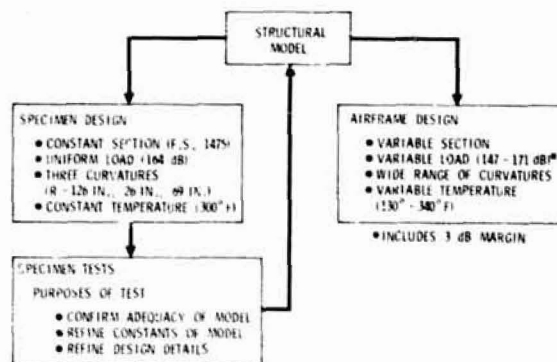 STRUCTURAL
MODEL
SPECIMEN DESIGN
● CONSTANT SECTION (F.S., 1475)
● UNIFORM LOAD (164 dB)
● THREE CURVATURES
(R - 126 IN., 26 IN., 69 IN.)
● CONSTANT TEMPERATURE (300°F)
AIRFRAME DESIGN
● VARIABLE SECTION
● VARIABLE LOAD (147 - 171 dB)*
● WIDE RANGE OF CURVATURES
● VARIABLE TEMPERATURE
(130° - 340°F)
● INCLUDES 3 dB MARGIN
SPECIMEN TESTS
PURPOSES OF TEST
● CONFIRM ADEQUACY OF MODEL
● REFINE CONSTANTS OF MODEL
● REFINE DESIGN DETAILS